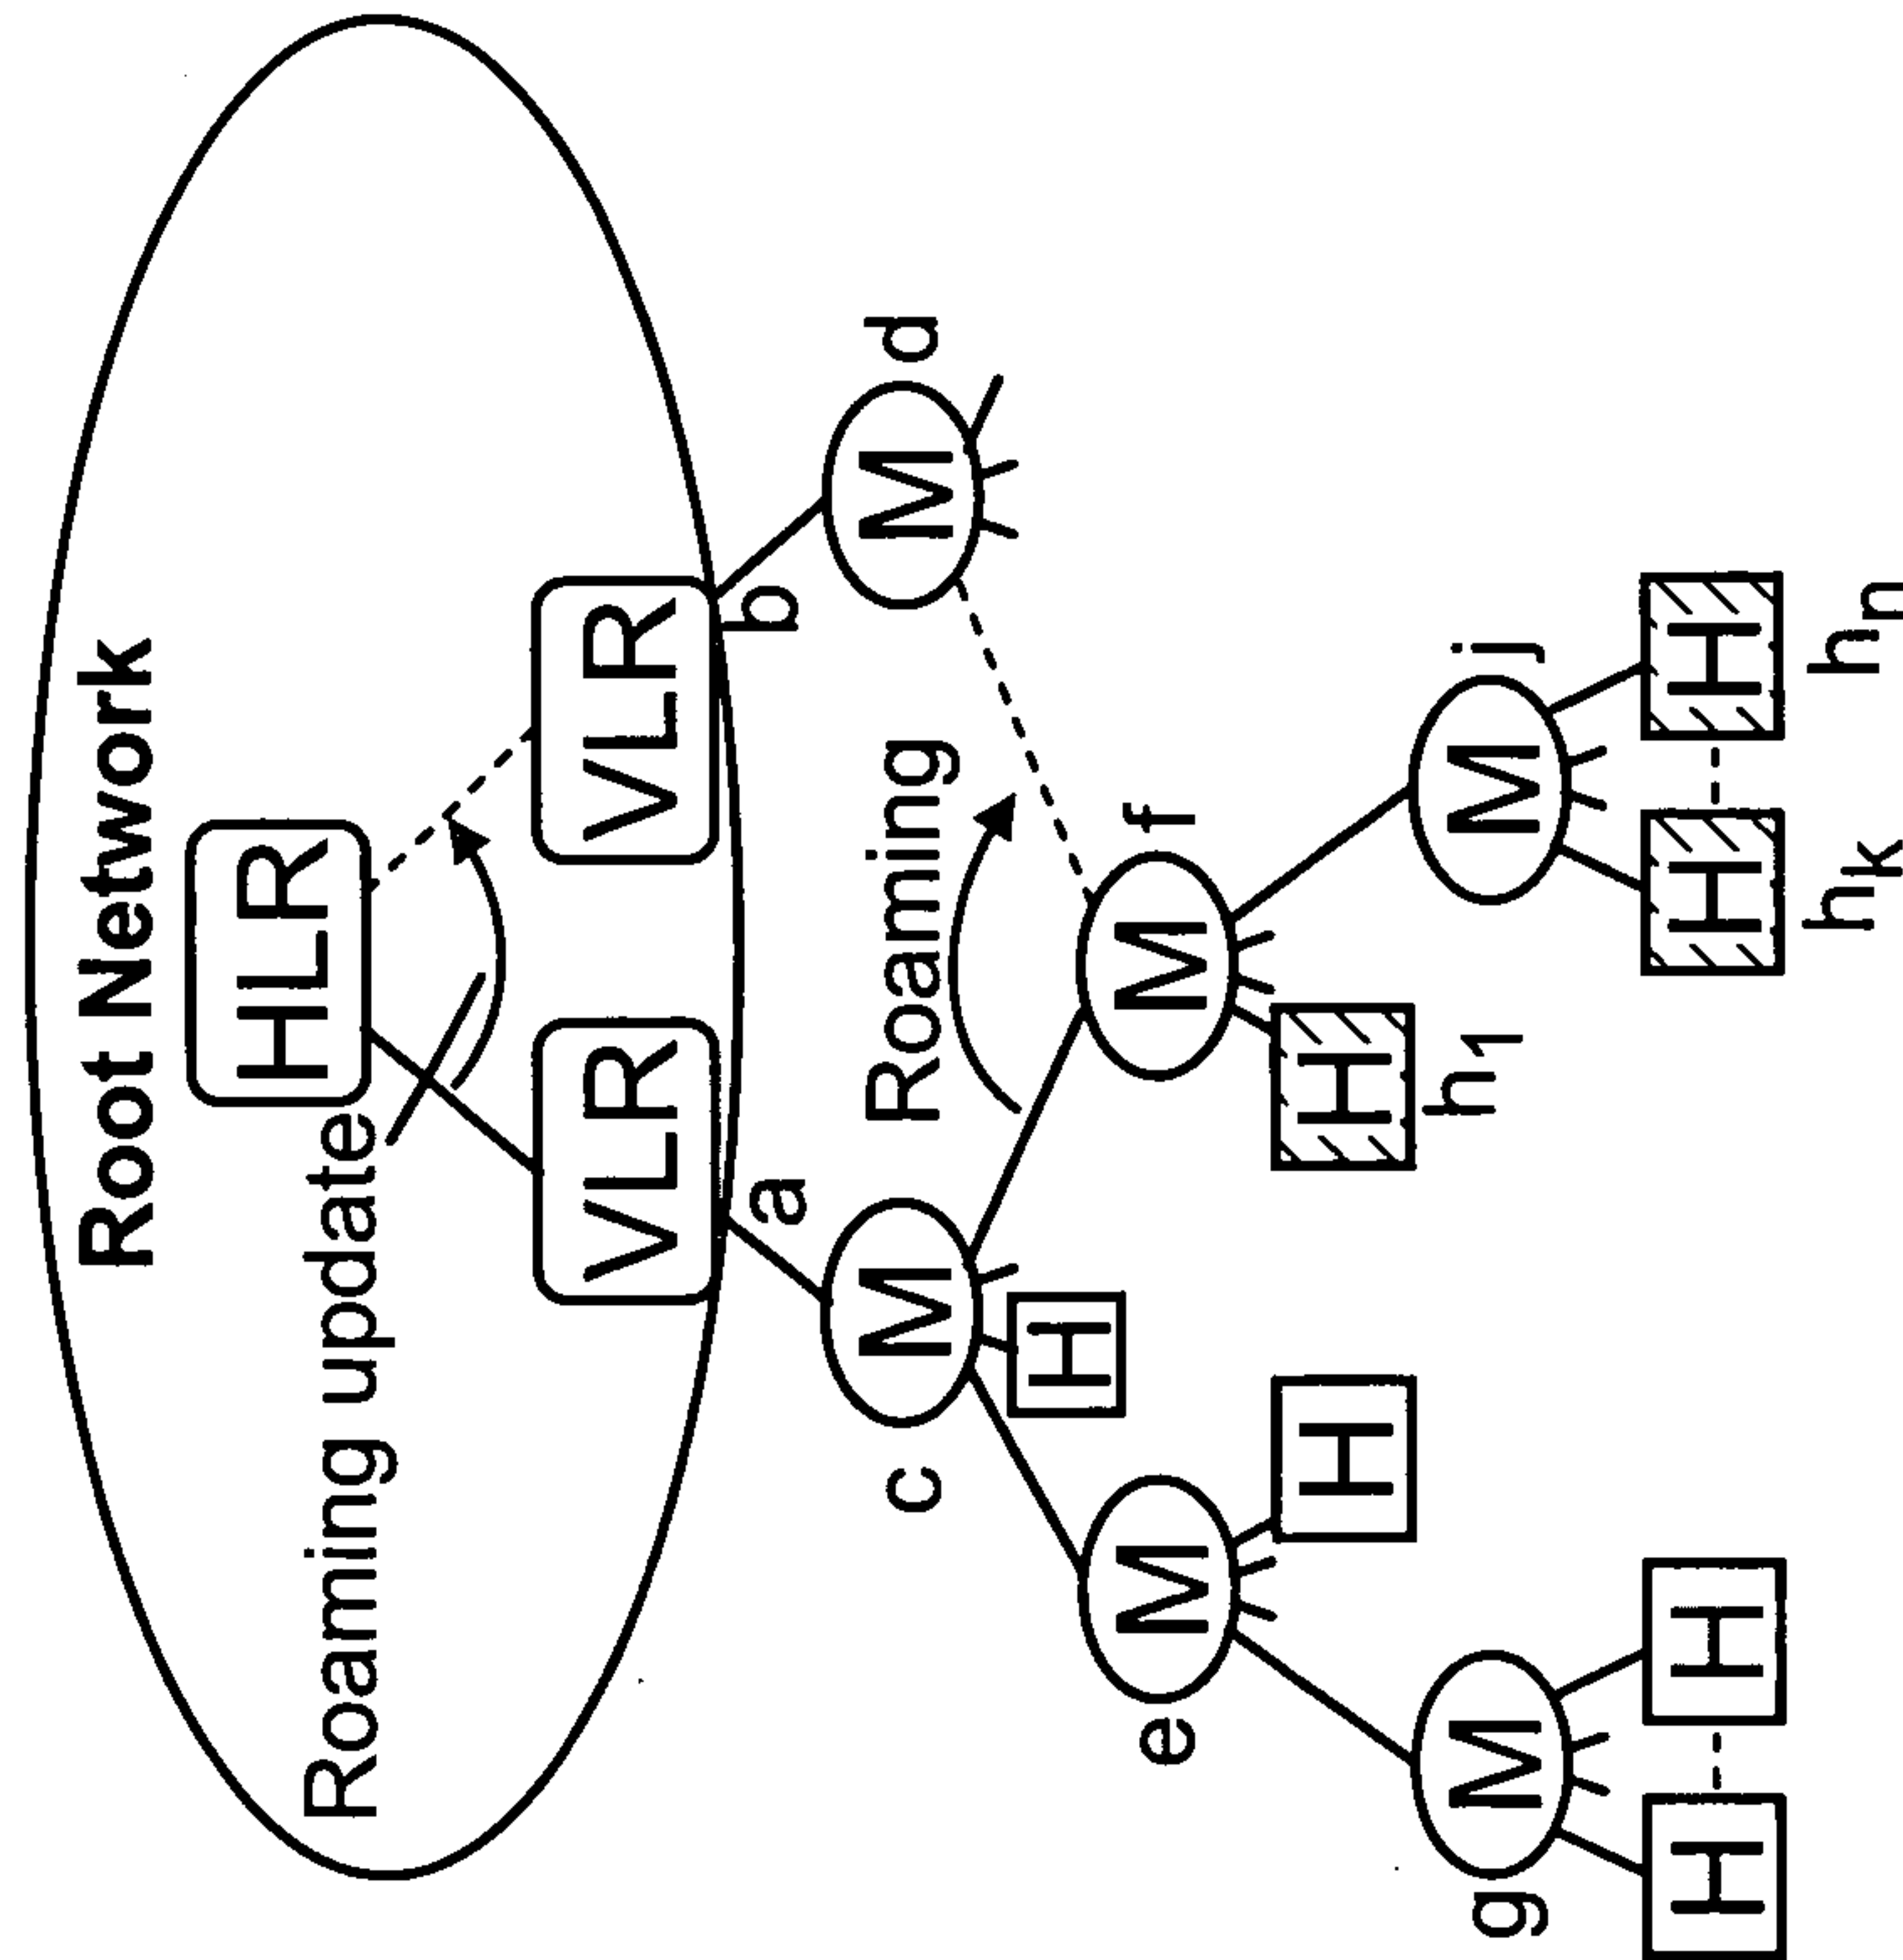 Root Network
HLR
Roaming update
VLR
VLR
a
b
c
M
M
d
Roaming
H
e
M
M
f
H
H
h1
g
M
M
j
H
H
H
H
hk
hn